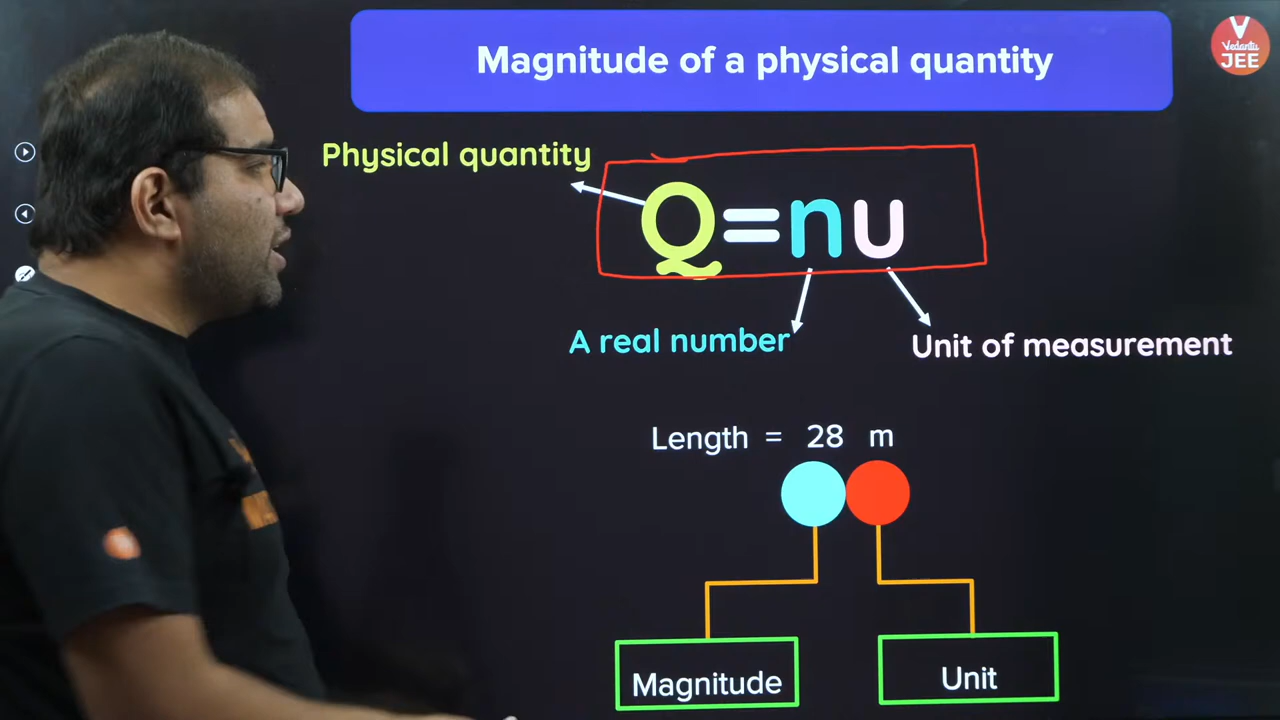 Magnitude of a physical quantity
V
Vedantu
JEE
Physical quantity
Q=nu
A real number
Unit of measurement
Length = 28 m
Magnitude
Unit